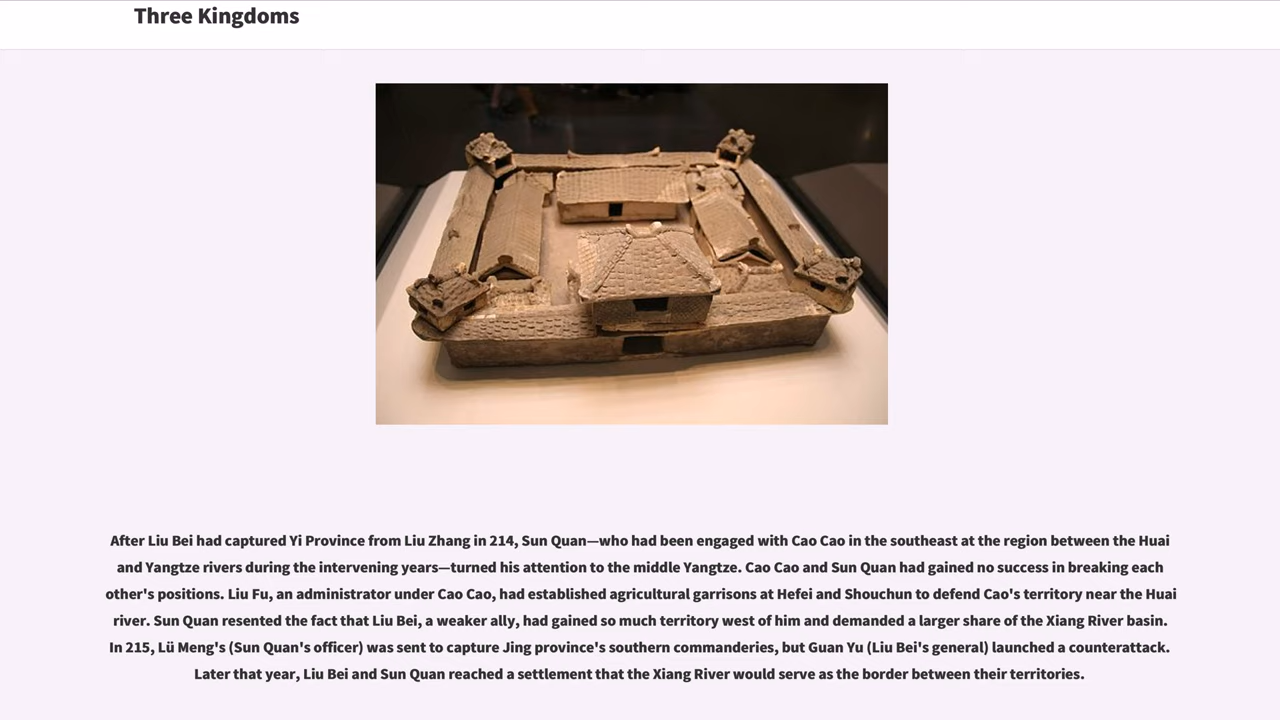 Three Kingdoms
After Liu Bei had captured Yi Province from Liu Zhang in 214, Sun Quan—who had been engaged with Cao Cao in the southeast at the region between the Huai
and Yangtze rivers during the intervening years—turned his attention to the middle Yangtze. Cao Cao and Sun Quan had gained no success in breaking each
other's positions. Liu Fu, an administrator under Cao Cao, had established agricultural garrisons at Hefei and Shouchun to defend Cao's territory near the Huai
river. Sun Quan resented the fact that Liu Bei, a weaker ally, had gained so much territory west of him and demanded a larger share of the Xiang River basin.
In 215, Lü Meng's (Sun Quan's officer) was sent to capture Jing province's southern commanderies, but Guan Yu (Liu Bei's general) launched a counterattack.
Later that year, Liu Bei and Sun Quan reached a settlement that the Xiang River would serve as the border between their territories.